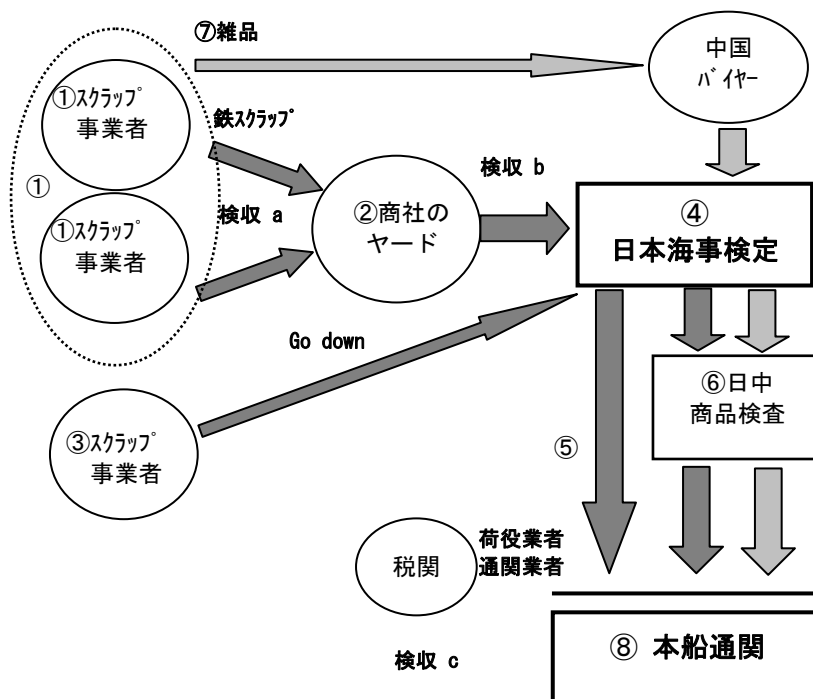 ⑦雑品
中国
ﾊﾞｲﾔｰ
①ｽｸﾗｯﾌﾟ
事業者
鉄ｽｸﾗｯﾌﾟ
①
検収 a
検収 b
②商社の
ヤード
④
日本海事検定
①ｽｸﾗｯﾌﾟ
事業者
Go down
⑥日中
商品検査
③ｽｸﾗｯﾌﾟ
事業者
⑤
税関
荷役業者
通関業者
⑧ 本船通関
検収 c